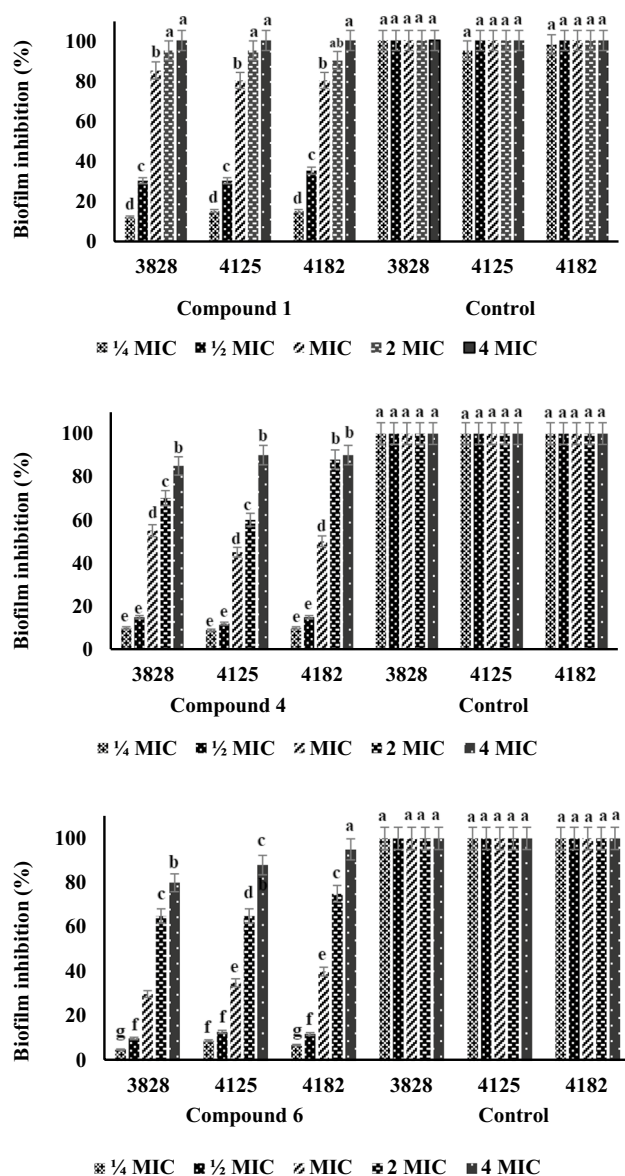 a a a a a a a a a a a a a a a a a a
b b b ab
c c c
d d d
Biofilm inhibition (%)
100
80
60
40
20
0
3828 4125 4182 3828 4125 4182
Compound 1 Control
¼ MIC ½ MIC MIC 2 MIC 4 MIC
a a a a a a a a a a a a a a a
b b b b
c c
d d d
e e e e e e
Biofilm inhibition (%)
100
80
60
40
20
0
3828 4125 4182 3828 4125 4182
Compound 4 Control
¼ MIC ½ MIC MIC 2 MIC 4 MIC
a a a a a a a a a a a a a a a
b c b
c d c
e e
g f f f g f
Biofilm inhibition (%)
100
80
60
40
20
0
3828 4125 4182 3828 4125 4182
Compound 6 Control
¼ MIC ½ MIC MIC 2 MIC 4 MIC